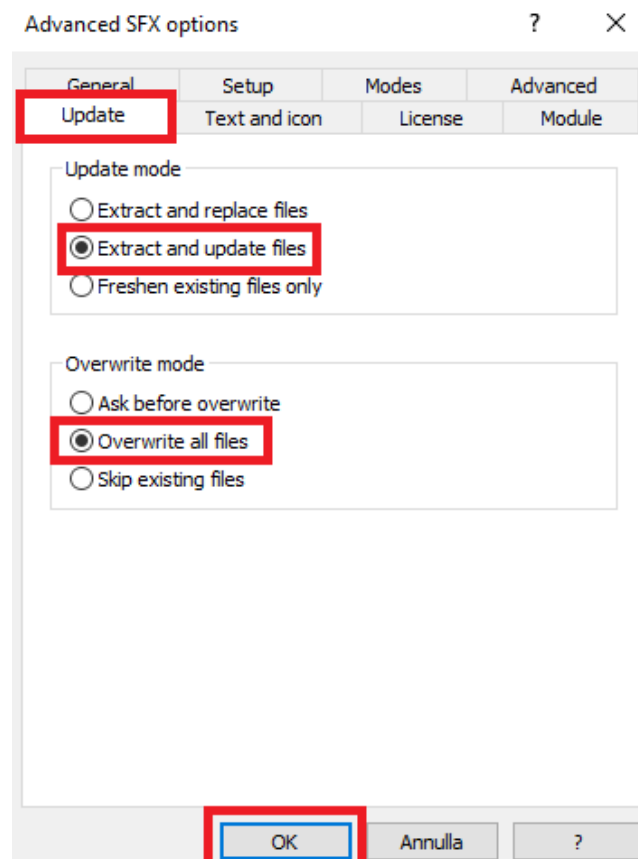 Advanced SFX options ? ×
General Setup Modes Advanced
Update Text and icon License Module
Update mode
Extract and replace files
Extract and update files
Freshen existing files only
Overwrite mode
Ask before overwrite
Overwrite all files
Skip existing files
OK Annulla ?